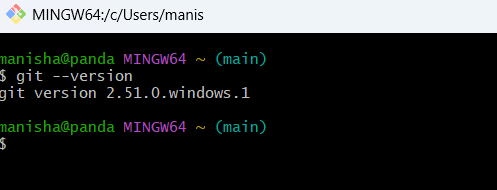 MINGW64:/c/Users/manis
manisha@panda MINGW64 ~ (main)
$ git --version
git version 2.51.0.windows.1
manisha@panda MINGW64 ~ (main)
$